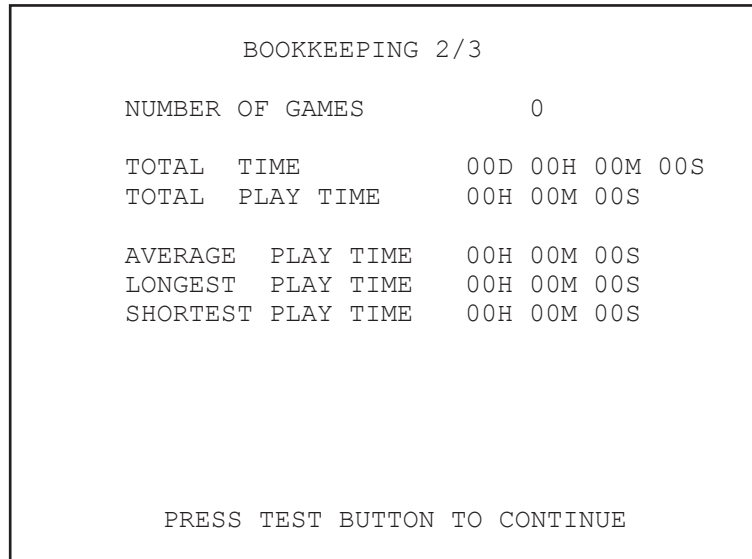 BOOKKEEPING 2/3
NUMBER OF GAMES 0
TOTAL TIME 00D 00H 00M 00S
TOTAL PLAY TIME 00H 00M 00S
AVERAGE PLAY TIME 00H 00M 00S
LONGEST PLAY TIME 00H 00M 00S
SHORTEST PLAY TIME 00H 00M 00S
PRESS TEST BUTTON TO CONTINUE